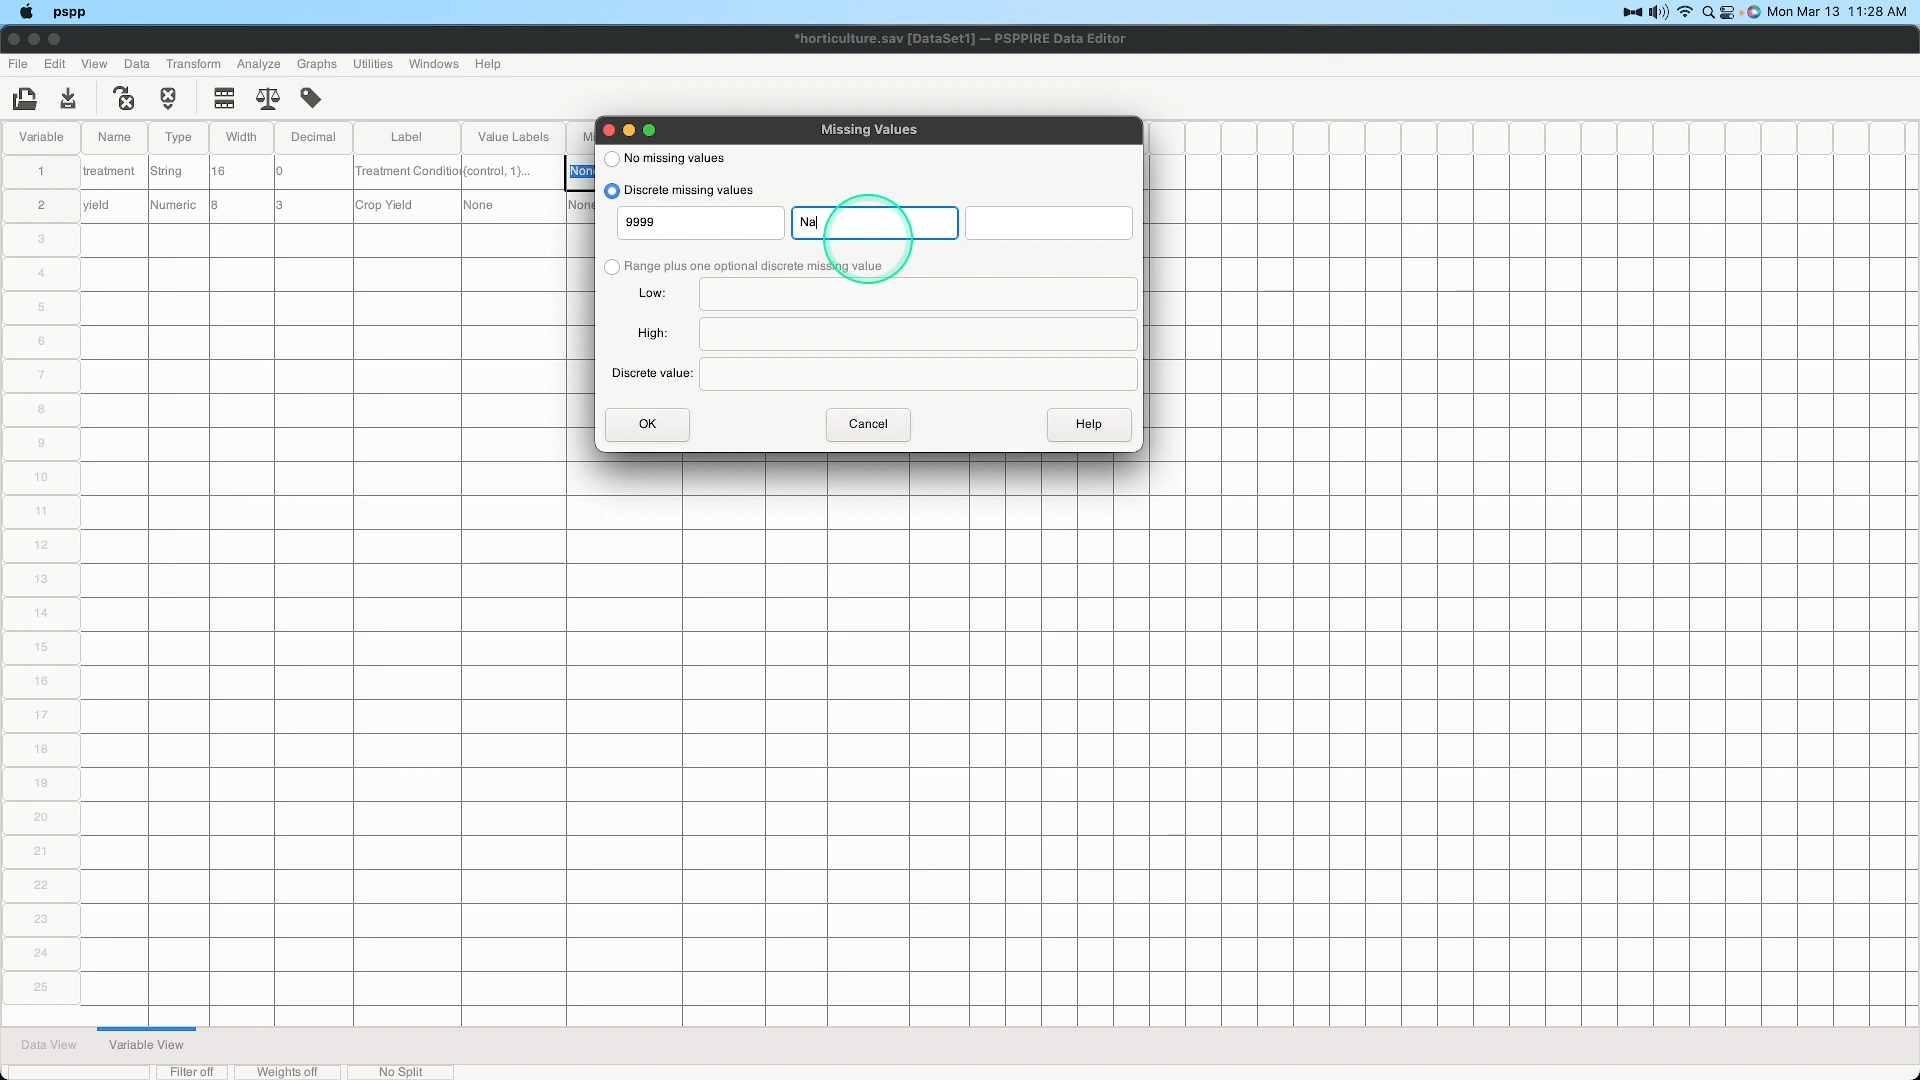 pspp Mon Mar 13 11:28 AM
*horticulture.sav [DataSet1] — PSPPIRE Data Editor
File Edit View Data Transform Analyze Graphs Utilities Windows Help
Variable Name Type Width Decimal Label Value Labels Mi
1 treatment String 16 0 Treatment Condition {control, 1}... None
2 yield Numeric 8 3 Crop Yield None None
3
4
5
6
7
8
9
10
11
12
13
14
15
16
17
18
19
20
21
22
23
24
25
Missing Values
No missing values
Discrete missing values
9999 Na
Range plus one optional discrete missing value
Low:
High:
Discrete value:
OK Cancel Help
Data View Variable View
Filter off Weights off No Split